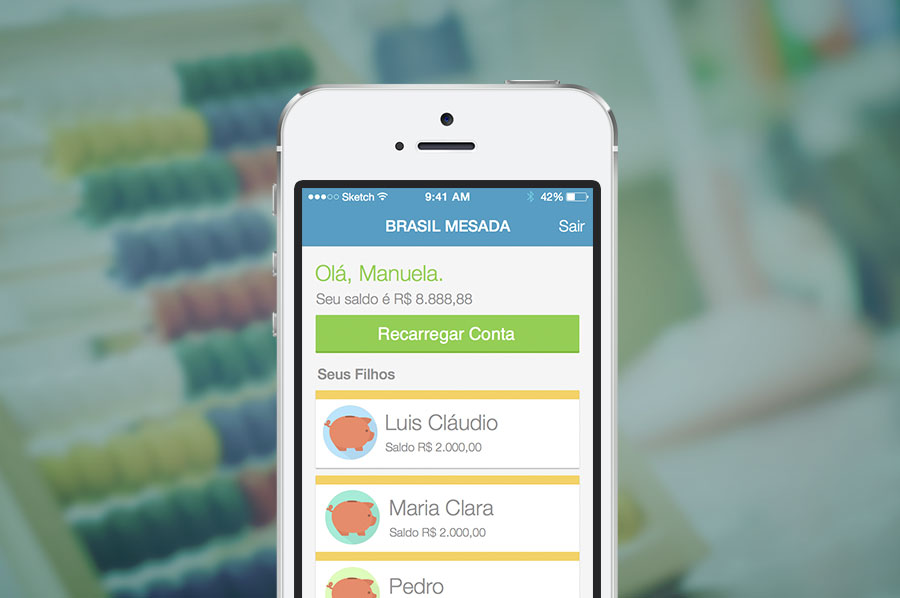 Sketch 9:41 AM 42%
BRASIL MESADA Sair
Olá, Manuela.
Seu saldo é R$ 8.888,88
Recarregar Conta
Seus Filhos
Luis Cláudio
Saldo R$ 2.000,00
Maria Clara
Saldo R$ 2.000,00
Pedro